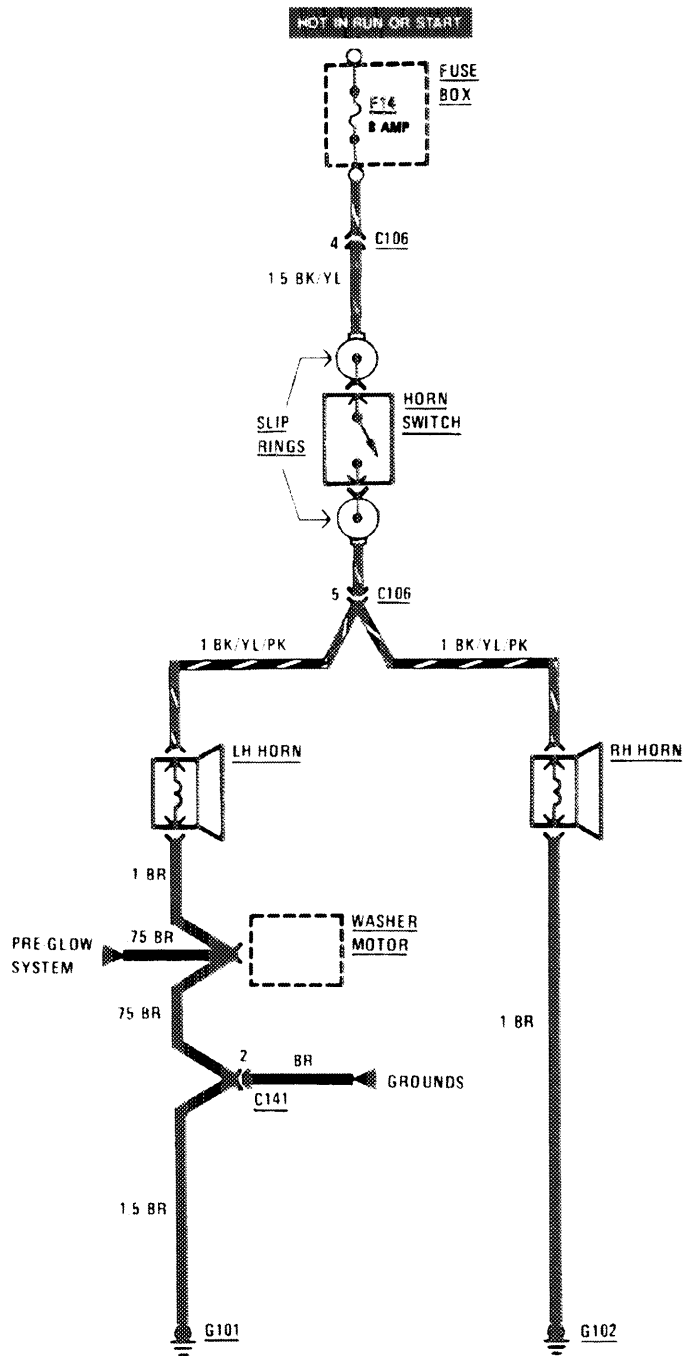 HOT IN RUN OR START
FUSE
BOX
F14
8 AMP
4 C106
1 5 BK/YL
HORN
SWITCH
SLIP
RINGS
5 C106
1 BK/YL/PK
1 BK/YL/PK
LH HORN
RH HORN
1 BR
WASHER
MOTOR
75 BR
PRE GLOW
SYSTEM
75 BR
1 BR
2
BR
GROUNDS
C141
1 5 BR
G101
G102